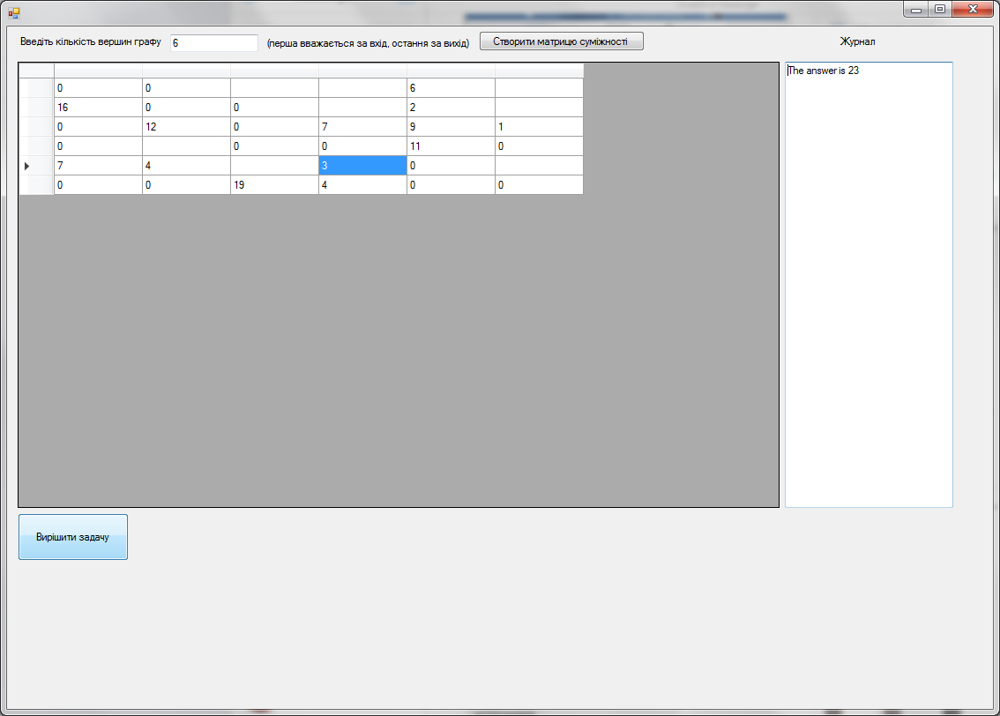 Введіть кількість вершин графу 6 (перша вважається за вхід, остання за вихід) Створити матрицю суміжності Журнал
The answer is 23
0 0 6
16 0 0 2
0 12 0 7 9 1
0 0 0 11 0
7 4 3 0
0 0 19 4 0 0
Вирішити задачу